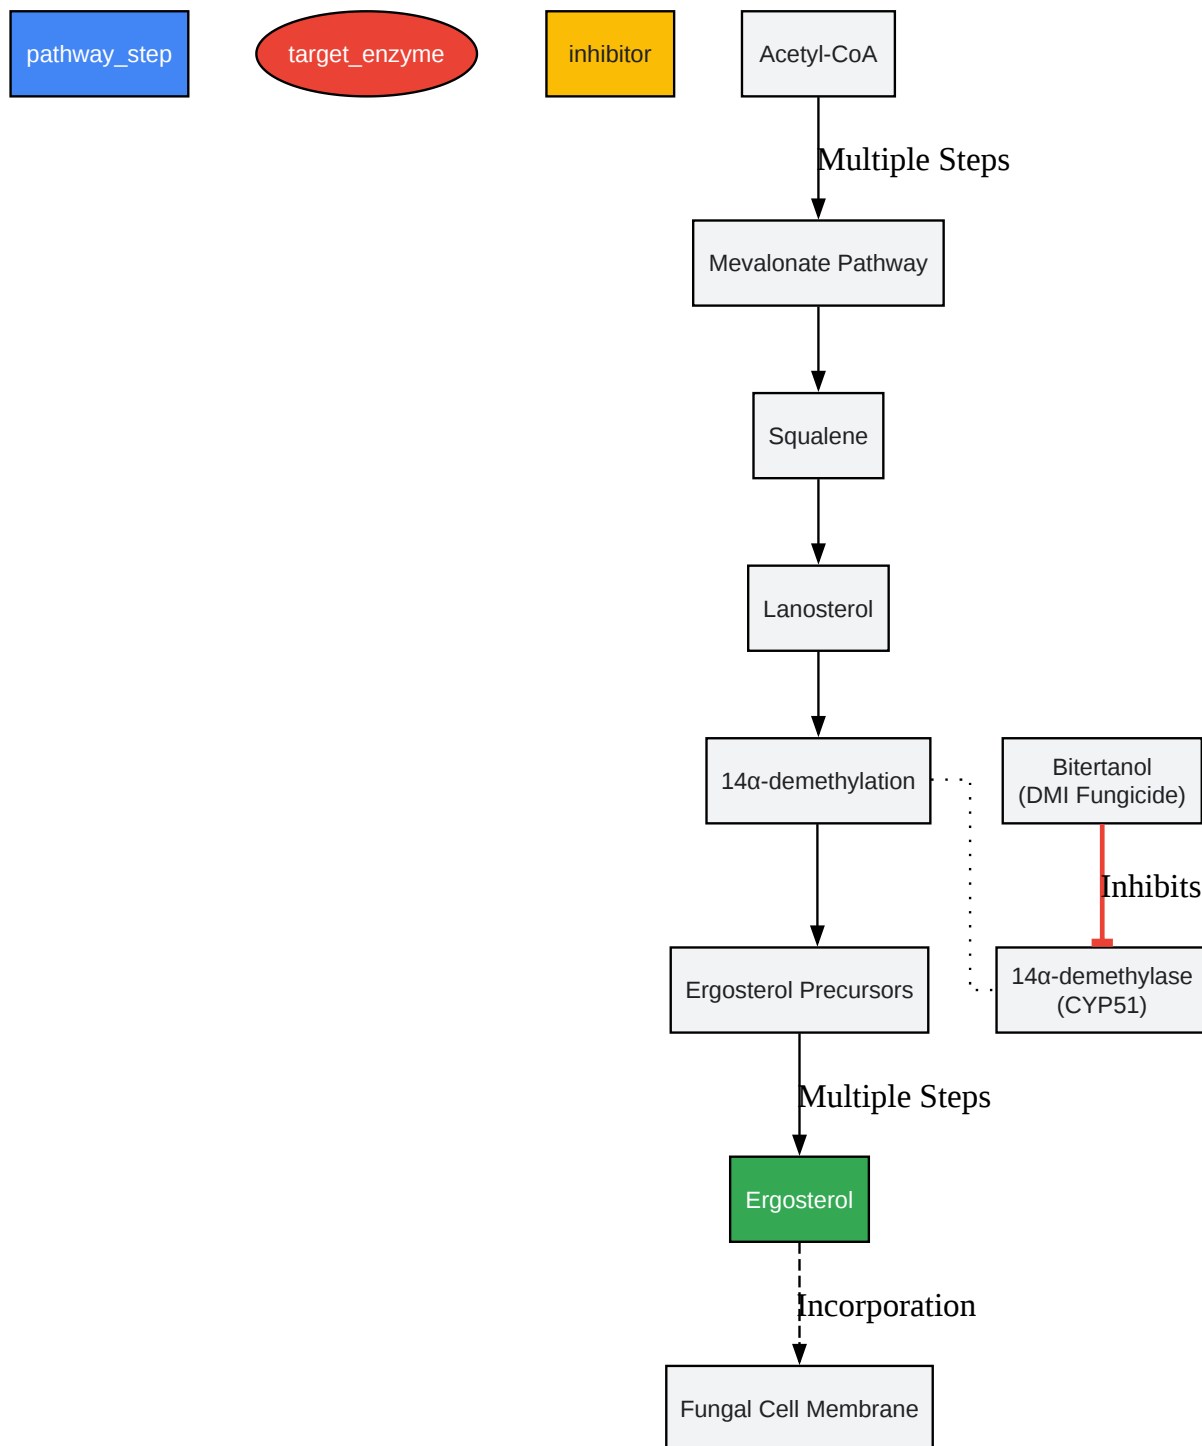 pathway_step
target_enzyme
inhibitor
Acetyl-CoA
Multiple Steps
Mevalonate Pathway
Squalene
Lanosterol
14α-demethylation
Bitertanol
(DMI Fungicide)
Inhibits
Ergosterol Precursors
14α-demethylase
(CYP51)
Multiple Steps
Ergosterol
Incorporation
Fungal Cell Membrane